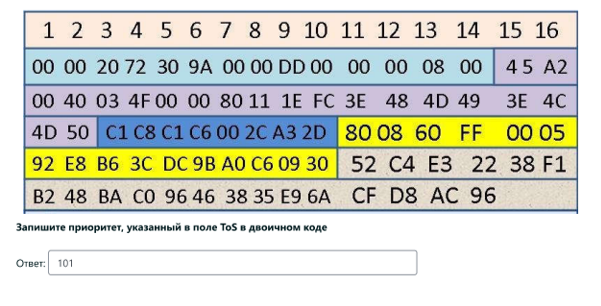 1 2 3 4 5 6 7 8 9 10 11 12 13 14 15 16
00 00 20 72 30 9A 00 00 DD 00 00 00 08 00 4 5 A2
00 40 03 4F 00 00 80 11 1E FC 3E 48 4D 49 3E 4C
4D 50 C1 C8 C1 C6 00 2C A3 2D 80 08 60 FF 00 05
92 E8 B6 3C DC 9B A0 C6 09 30 52 C4 E3 22 38 F1
B2 48 BA C0 96 46 38 35 E9 6A CF D8 AC 96
Запишите приоритет, указанный в поле ToS в двоичном коде
Ответ: 101